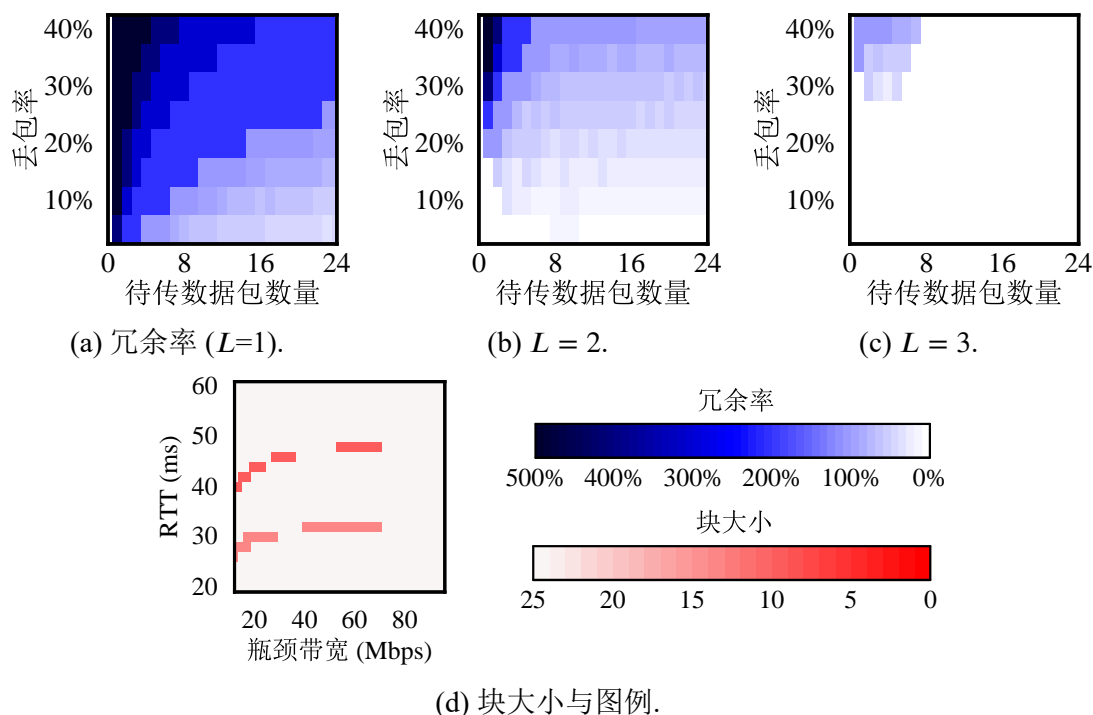 40%
30%
20%
10%
丢包率
0 8 16 24
待传数据包数量
(a) 冗余率 (L=1).
40%
30%
20%
10%
丢包率
0 8 16 24
待传数据包数量
(b) L = 2.
40%
30%
20%
10%
丢包率
0 8 16 24
待传数据包数量
(c) L = 3.
60
50
40
30
20
RTT (ms)
20 40 60 80
瓶颈带宽 (Mbps)
冗余率
500% 400% 300% 200% 100% 0%
块大小
25 20 15 10 5 0
(d) 块大小与图例.